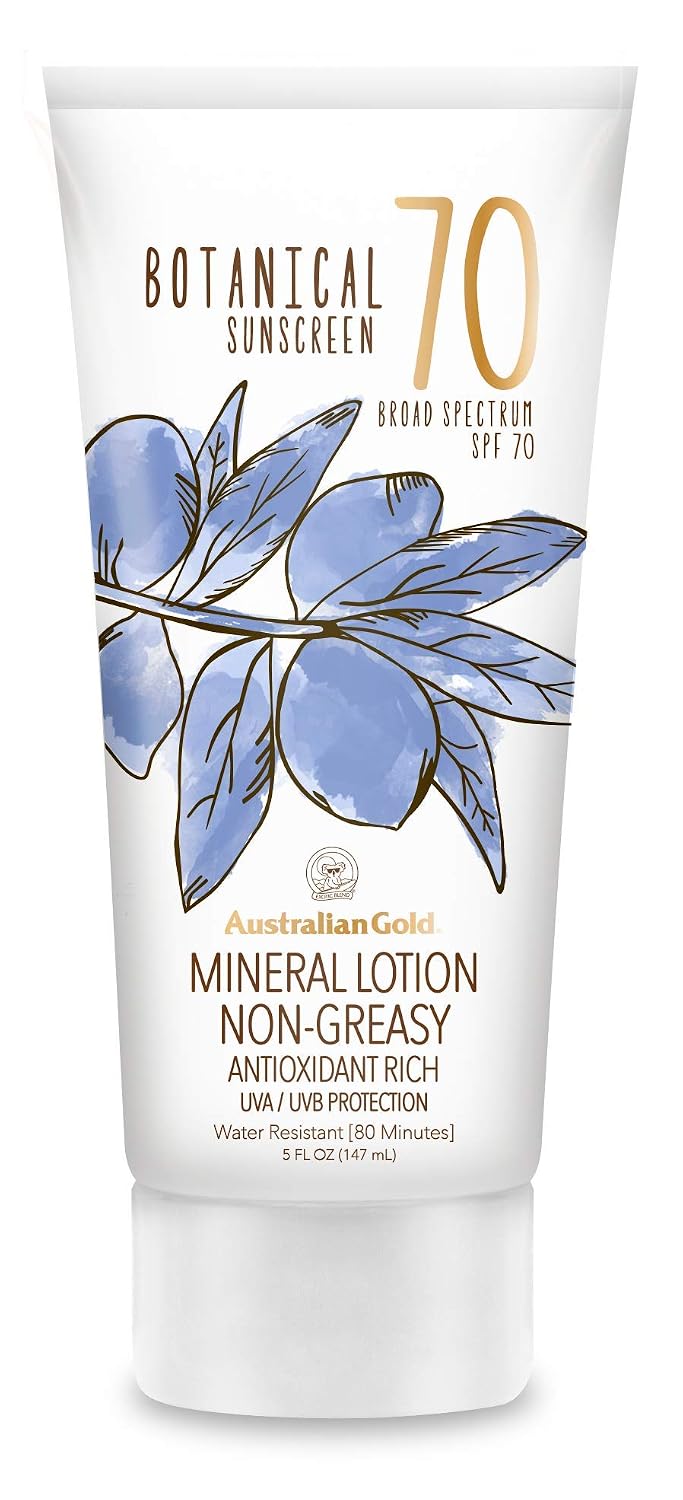 BOTANICAL
SUNSCREEN
70
BROAD SPECTRUM
SPF 70
Australian Gold®
MINERAL LOTION
NON-GREASY
ANTIOXIDANT RICH
UVA / UVB PROTECTION
Water Resistant [80 Minutes]
5 FL OZ (147 mL)